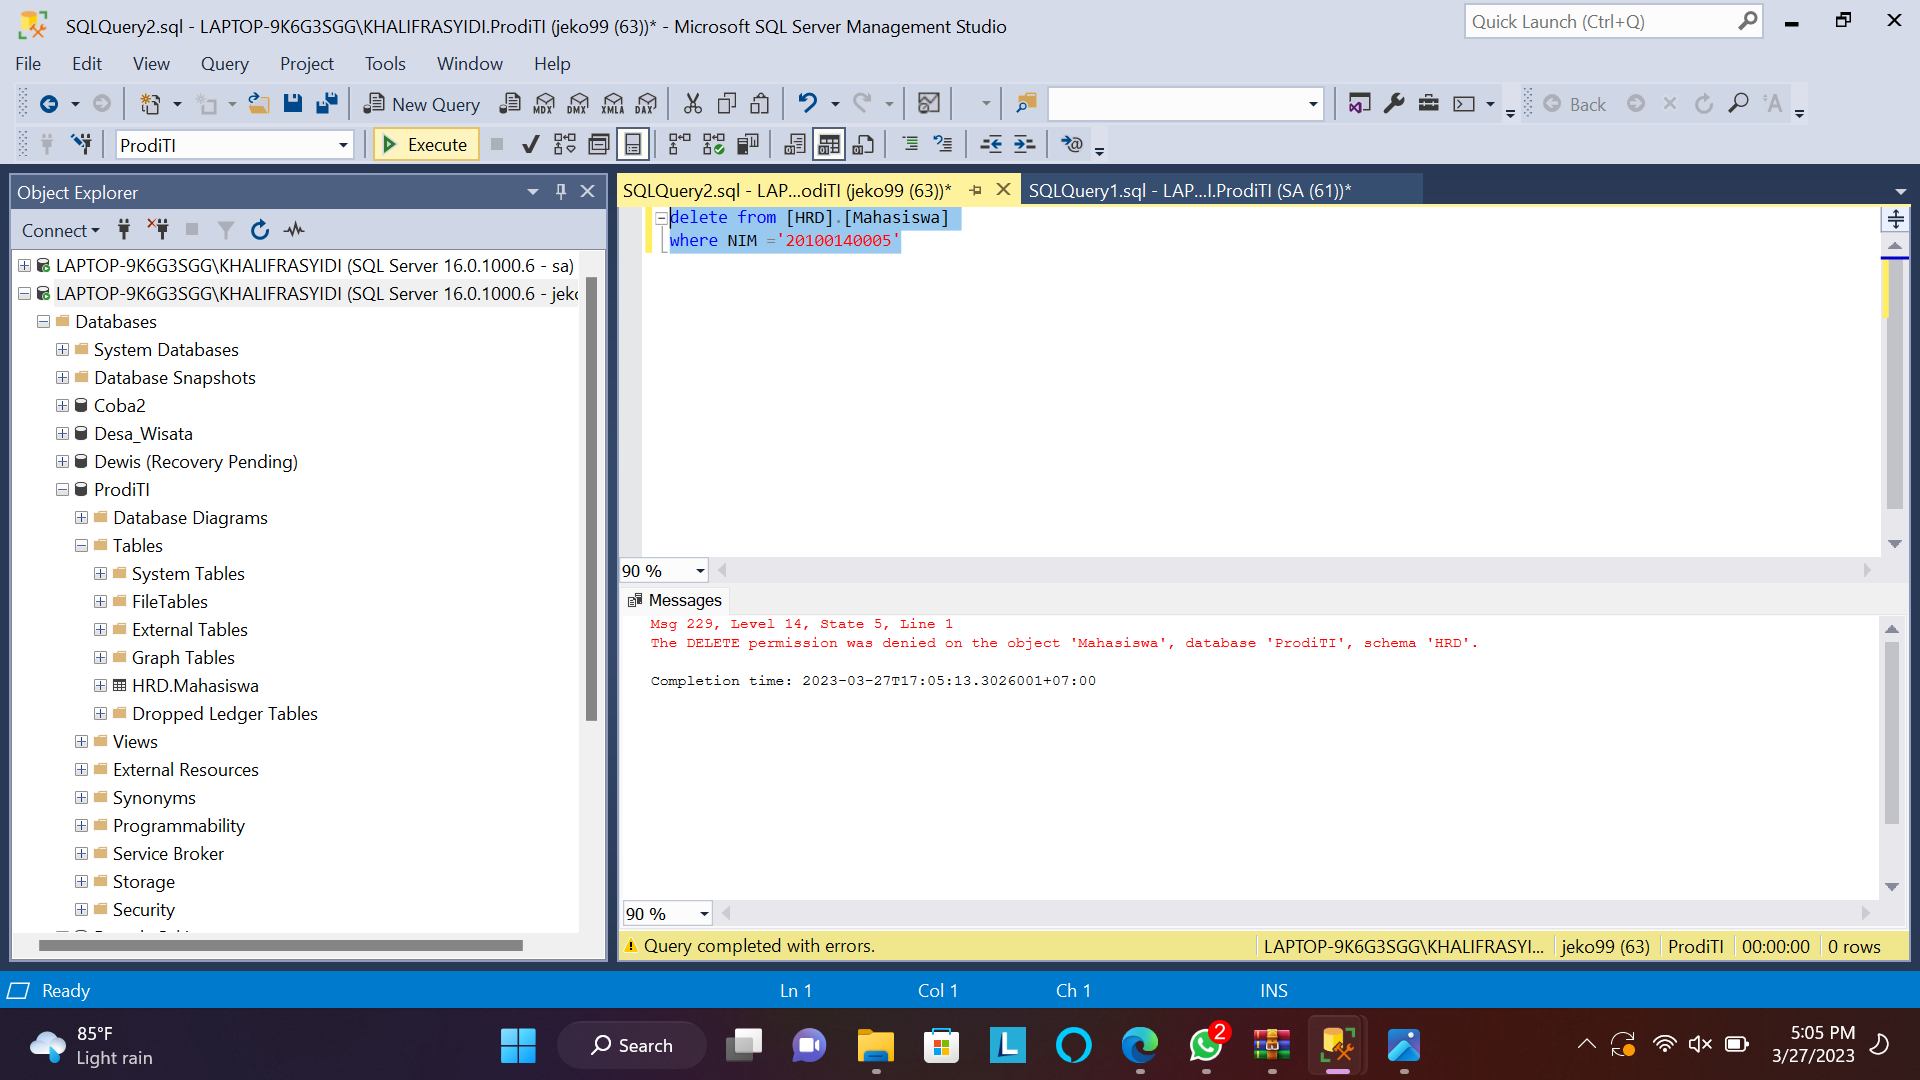 SQLQuery2.sql - LAPTOP-9K6G3SGG\KHALIFRASYIDI.ProdiTI (jeko99 (63))* - Microsoft SQL Server Management Studio
Quick Launch (Ctrl+Q)
File Edit View Query Project Tools Window Help
New Query MDX DMX XMLA DAX Back
ProdiTI Execute
Object Explorer
SQLQuery2.sql - LAP...odiTI (jeko99 (63))* SQLQuery1.sql - LAP...I.ProdiTI (SA (61))*
Connect
delete from [HRD].[Mahasiswa]
where NIM ='20100140005'
LAPTOP-9K6G3SGG\KHALIFRASYIDI (SQL Server 16.0.1000.6 - sa)
LAPTOP-9K6G3SGG\KHALIFRASYIDI (SQL Server 16.0.1000.6 - jeko
Databases
System Databases
Database Snapshots
Coba2
Desa_Wisata
Dewis (Recovery Pending)
ProdiTI
Database Diagrams
Tables
System Tables
FileTables
External Tables
Graph Tables
HRD.Mahasiswa
Dropped Ledger Tables
Views
External Resources
Synonyms
Programmability
Service Broker
Storage
Security
90 %
Messages
Msg 229, Level 14, State 5, Line 1
The DELETE permission was denied on the object 'Mahasiswa', database 'ProdiTI', schema 'HRD'.
Completion time: 2023-03-27T17:05:13.3026001+07:00
90 %
Query completed with errors. LAPTOP-9K6G3SGG\KHALIFRASYI... jeko99 (63) ProdiTI 00:00:00 0 rows
Ready Ln 1 Col 1 Ch 1 INS
85°F
Light rain
Search
L
2
5:05 PM
3/27/2023